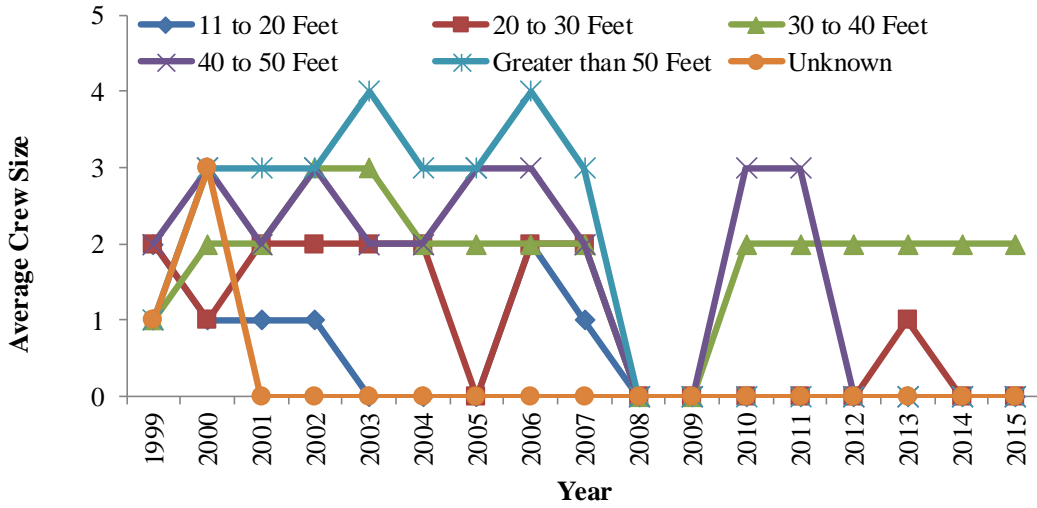 11 to 20 Feet 20 to 30 Feet 30 to 40 Feet
40 to 50 Feet Greater than 50 Feet Unknown
5
4
3
2
1
0
Average Crew Size
1999 2000 2001 2002 2003 2004 2005 2006 2007 2008 2009 2010 2011 2012 2013 2014 2015
Year